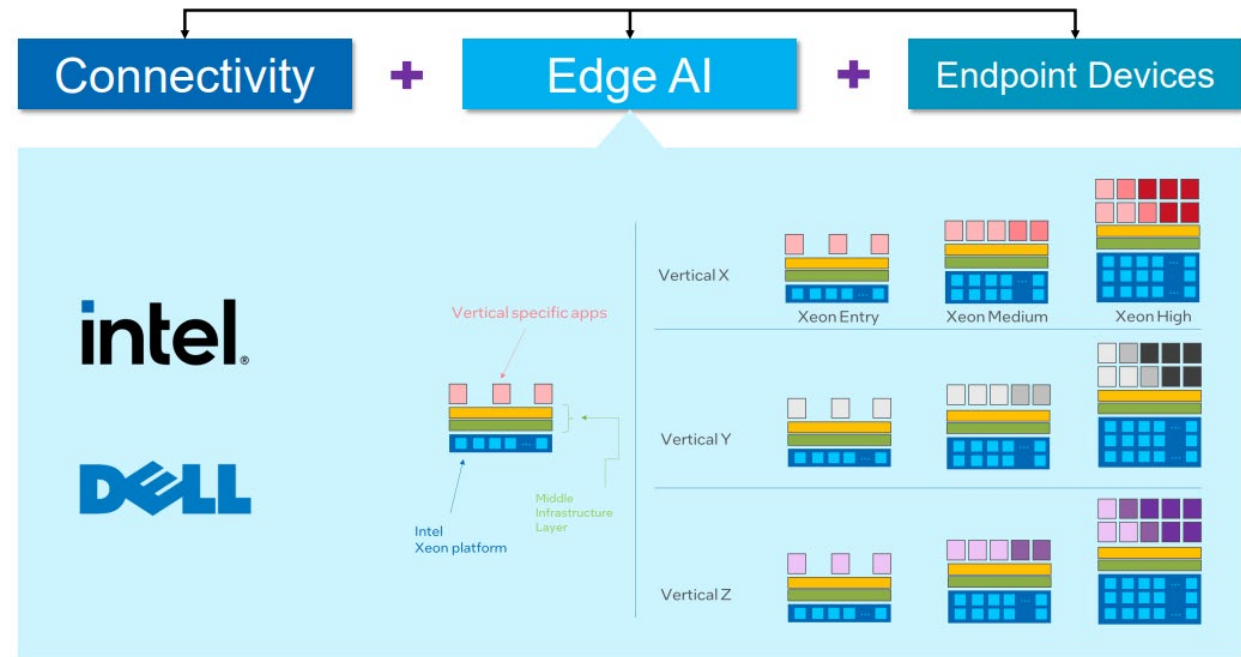 Connectivity + Edge AI + Endpoint Devices
intel®
DELL
Vertical specific apps
...
Middle
Infrastructure
Layer
Intel
Xeon platform
Vertical X
...
...
...
...
Xeon Entry
Xeon Medium
Xeon High
Vertical Y
...
...
...
...
Vertical Z
...
...
...
...